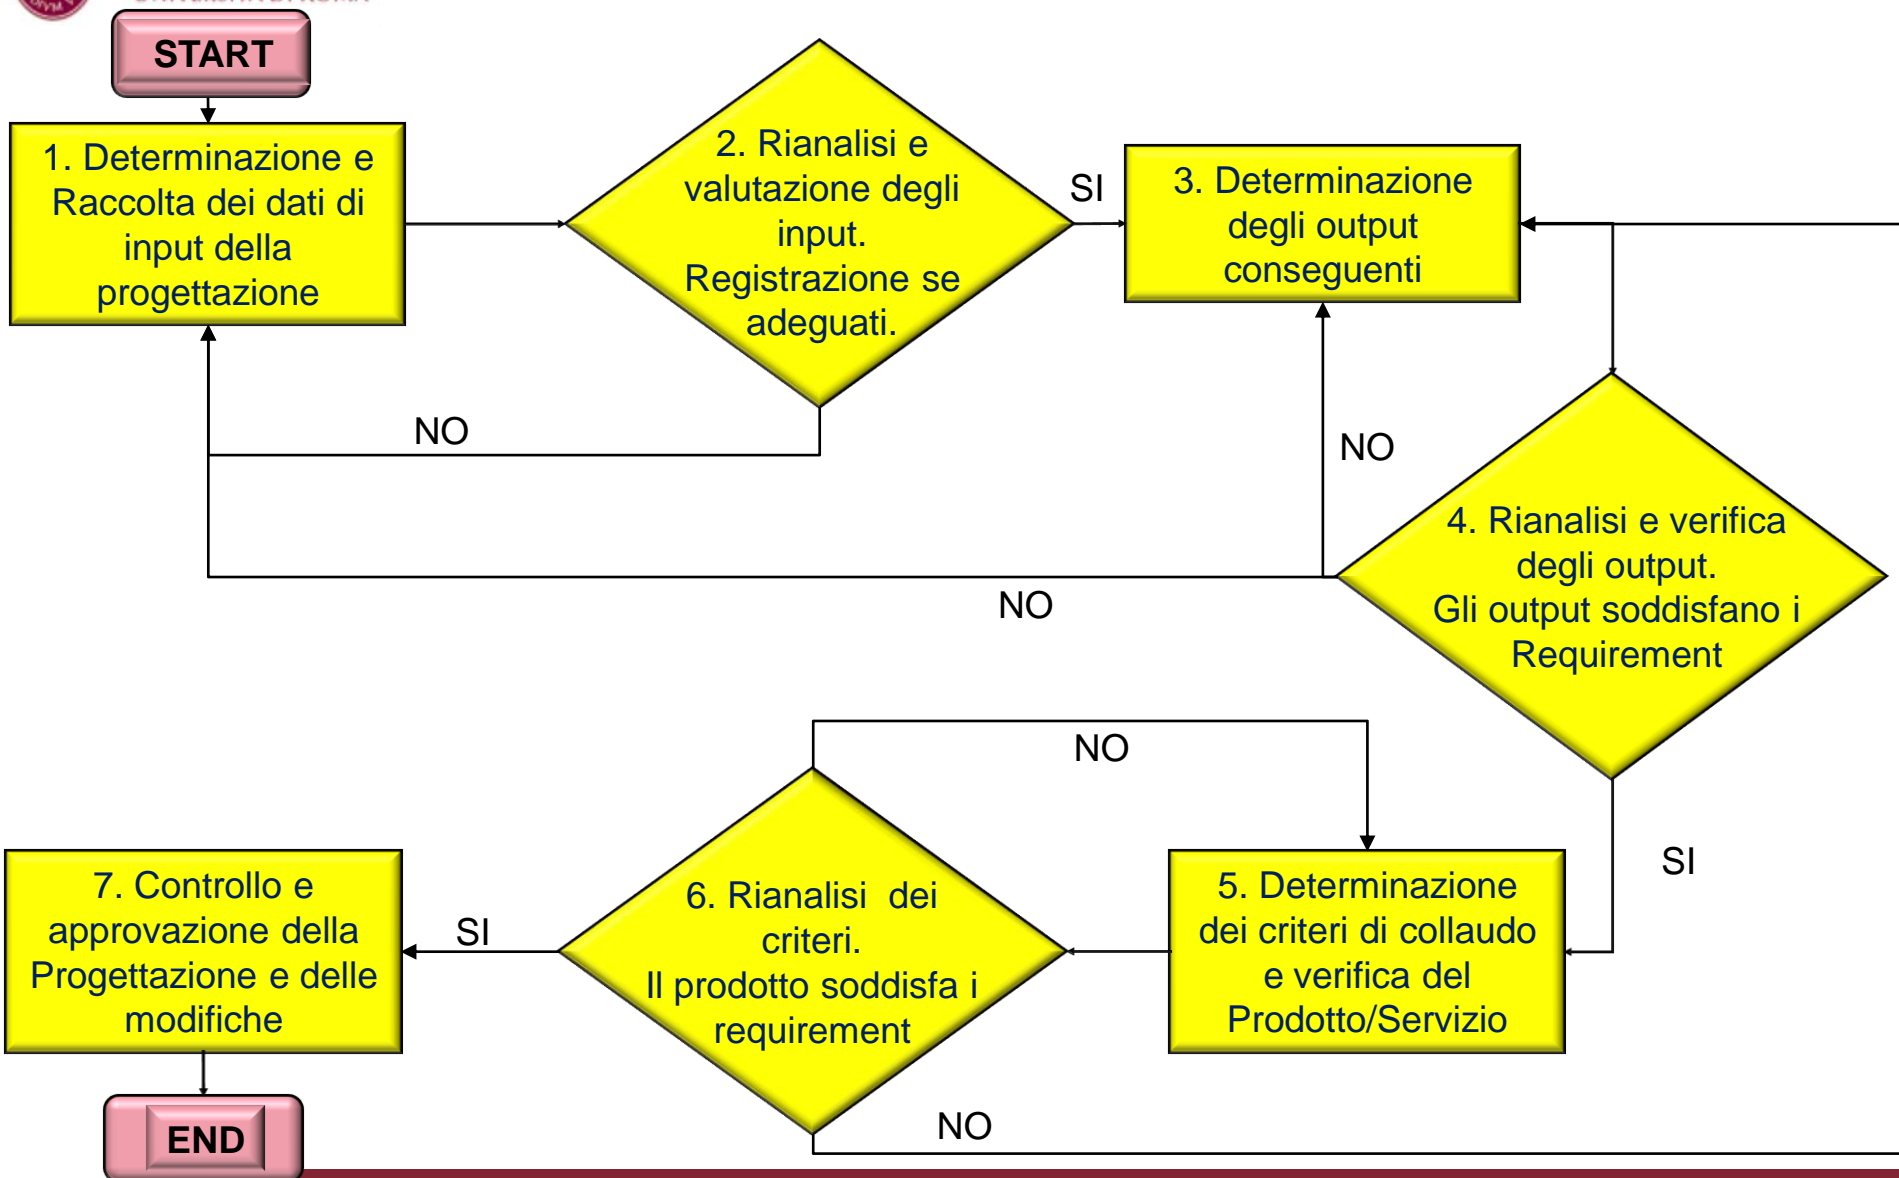 START
1. Determinazione e
Raccolta dei dati di
input della
progettazione
2. Rianalisi e
valutazione degli
input.
Registrazione se
adeguati.
SI
3. Determinazione
degli output
conseguenti
NO
NO
4. Rianalisi e verifica
degli output.
Gli output soddisfano i
Requirement
NO
NO
SI
5. Determinazione
dei criteri di collaudo
e verifica del
Prodotto/Servizio
6. Rianalisi dei
criteri.
Il prodotto soddisfa i
requirement
SI
7. Controllo e
approvazione della
Progettazione e delle
modifiche
NO
END